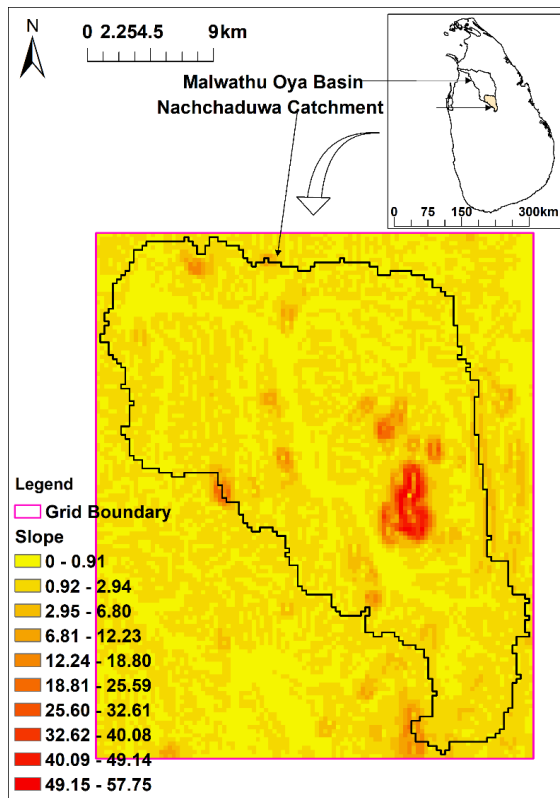 N
0 2.254.5 9km
Malwathu Oya Basin
Nachchaduwa Catchment
0 75 150 300km
Legend
Grid Boundary
Slope
0 - 0.91
0.92 - 2.94
2.95 - 6.80
6.81 - 12.23
12.24 - 18.80
18.81 - 25.59
25.60 - 32.61
32.62 - 40.08
40.09 - 49.14
49.15 - 57.75